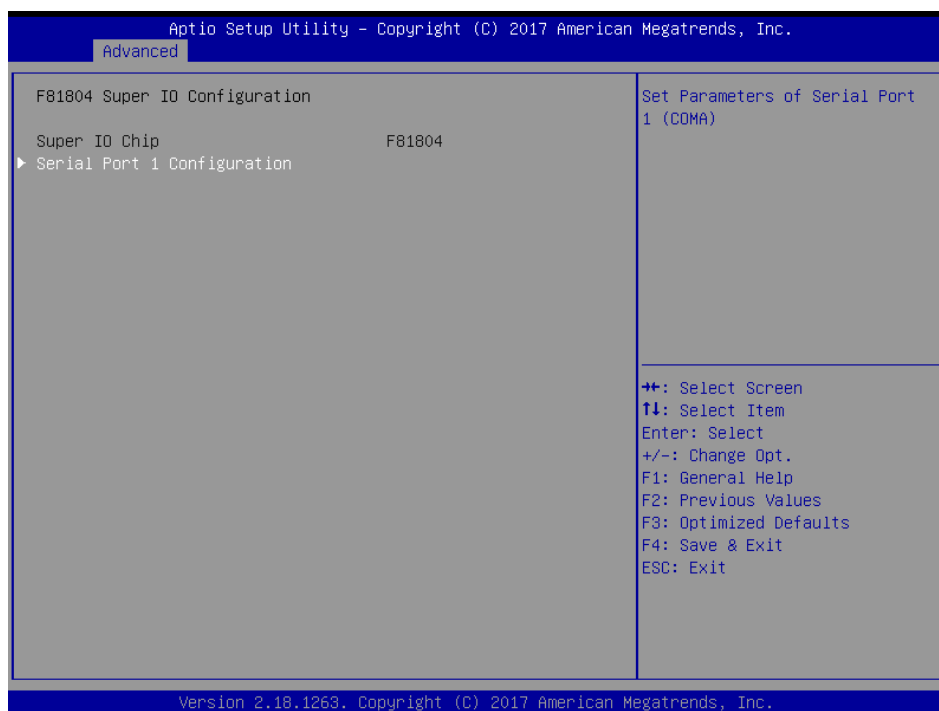 Aptio Setup Utility – Copyright (C) 2017 American Megatrends, Inc.
Advanced
F81804 Super IO Configuration
Super IO Chip F81804
Serial Port 1 Configuration
Set Parameters of Serial Port
1 (COMA)
→←: Select Screen
↑↓: Select Item
Enter: Select
+/-: Change Opt.
F1: General Help
F2: Previous Values
F3: Optimized Defaults
F4: Save & Exit
ESC: Exit
Version 2.18.1263. Copyright (C) 2017 American Megatrends, Inc.